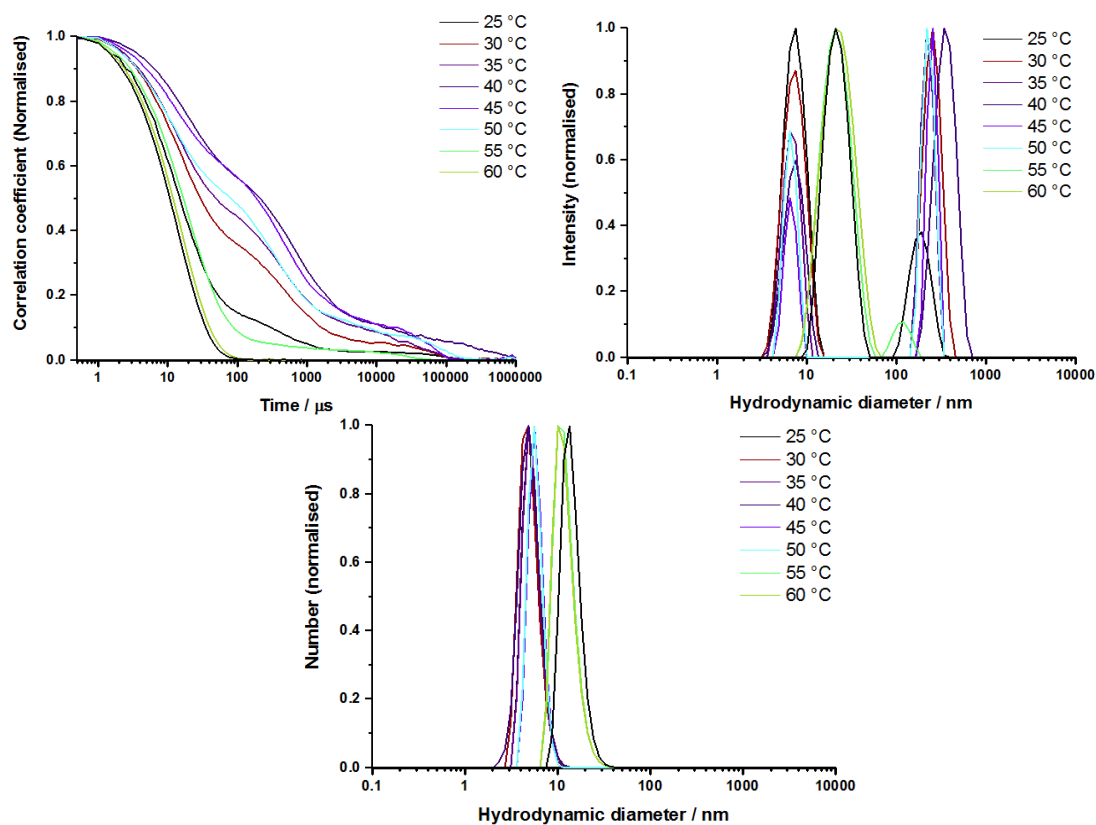 25 °C
30 °C
35 °C
40 °C
45 °C
50 °C
55 °C
60 °C
Correlation coefficient (Normalised)
1.0
0.8
0.6
0.4
0.2
0.0
1
10
100
1000
10000
100000
1000000
Time / μs
25 °C
30 °C
35 °C
40 °C
45 °C
50 °C
55 °C
60 °C
Intensity (normalised)
1.0
0.8
0.6
0.4
0.2
0.0
0.1
1
10
100
1000
10000
Hydrodynamic diameter / nm
25 °C
30 °C
35 °C
40 °C
45 °C
50 °C
55 °C
60 °C
Number (normalised)
1.0
0.8
0.6
0.4
0.2
0.0
0.1
1
10
100
1000
10000
Hydrodynamic diameter / nm